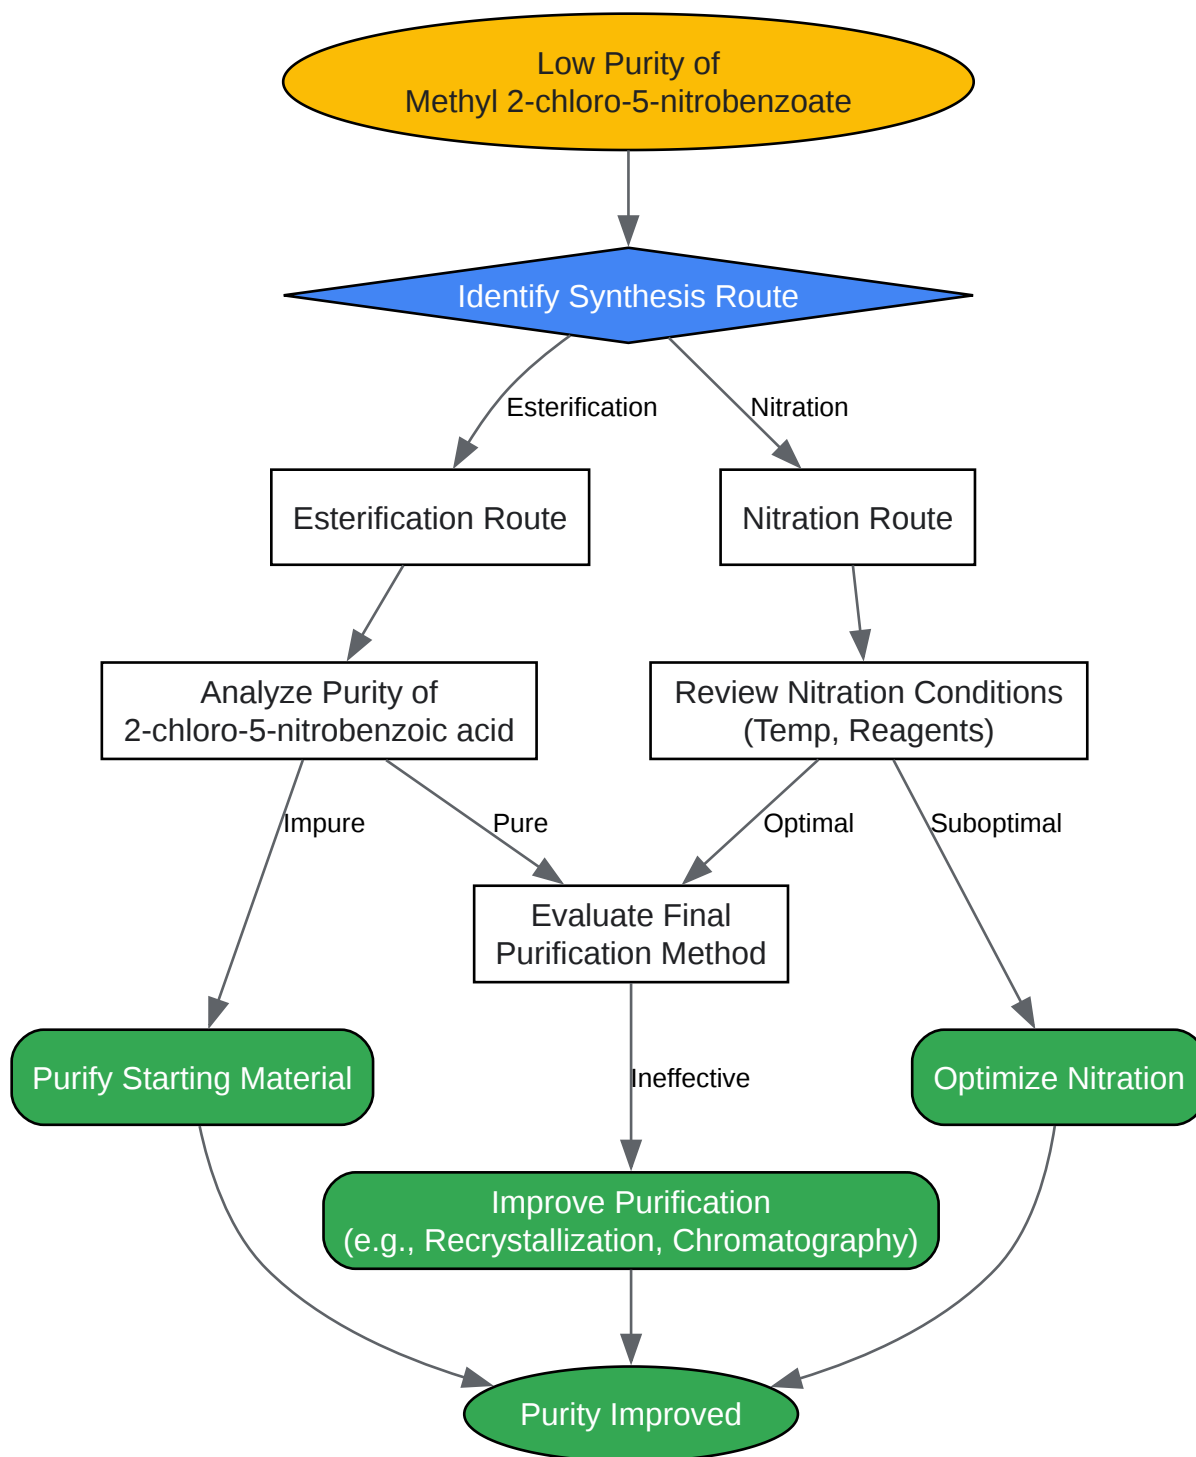 Low Purity of
Methyl 2-chloro-5-nitrobenzoate
Identify Synthesis Route
Esterification
Nitration
Esterification Route
Nitration Route
Analyze Purity of
2-chloro-5-nitrobenzoic acid
Review Nitration Conditions
(Temp, Reagents)
Impure
Pure
Optimal
Suboptimal
Evaluate Final
Purification Method
Purify Starting Material
Ineffective
Optimize Nitration
Improve Purification
(e.g., Recrystallization, Chromatography)
Purity Improved